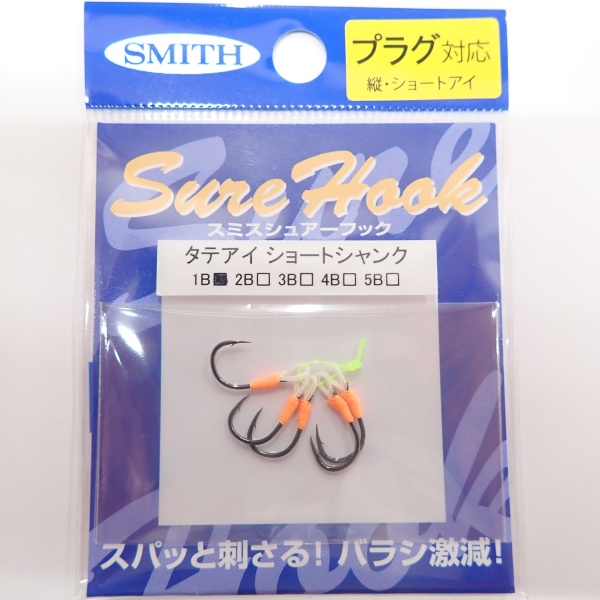 SMITH
プラグ対応
縦・ショートアイ
Sure Hook
スミスシュアーフック
タテアイ ショートシャンク
1B■ 2B□ 3B□ 4B□ 5B□
スパッと刺さる! バラシ激減!